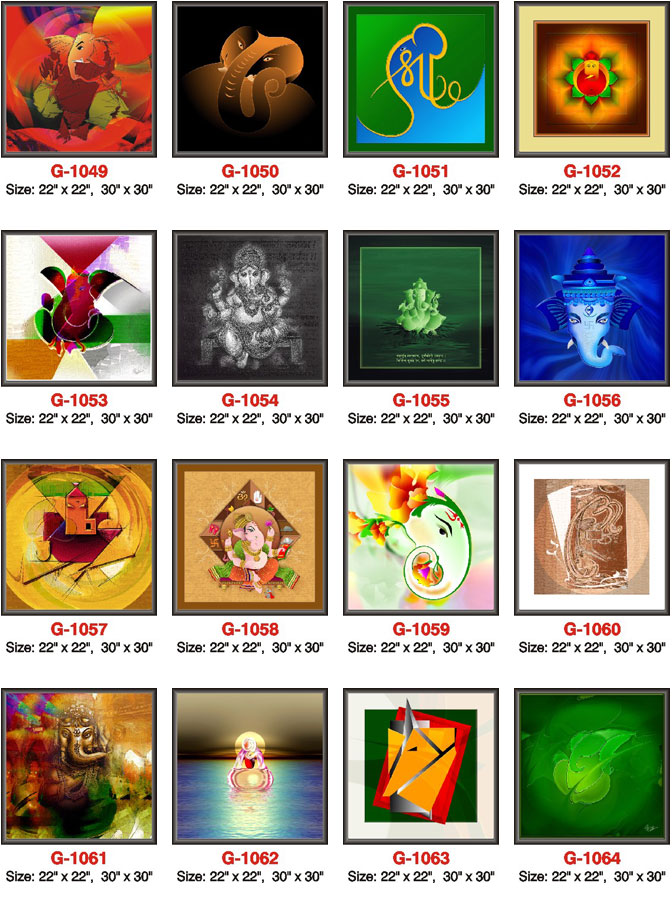 G-1049
Size: 22" x 22", 30" x 30"
G-1050
Size: 22" x 22", 30" x 30"
G-1051
Size: 22" x 22", 30" x 30"
G-1052
Size: 22" x 22", 30" x 30"
G-1053
Size: 22" x 22", 30" x 30"
G-1054
Size: 22" x 22", 30" x 30"
G-1055
Size: 22" x 22", 30" x 30"
G-1056
Size: 22" x 22", 30" x 30"
G-1057
Size: 22" x 22", 30" x 30"
ॐ
G-1058
Size: 22" x 22", 30" x 30"
G-1059
Size: 22" x 22", 30" x 30"
G-1060
Size: 22" x 22", 30" x 30"
G-1061
Size: 22" x 22", 30" x 30"
G-1062
Size: 22" x 22", 30" x 30"
G-1063
Size: 22" x 22", 30" x 30"
G-1064
Size: 22" x 22", 30" x 30"